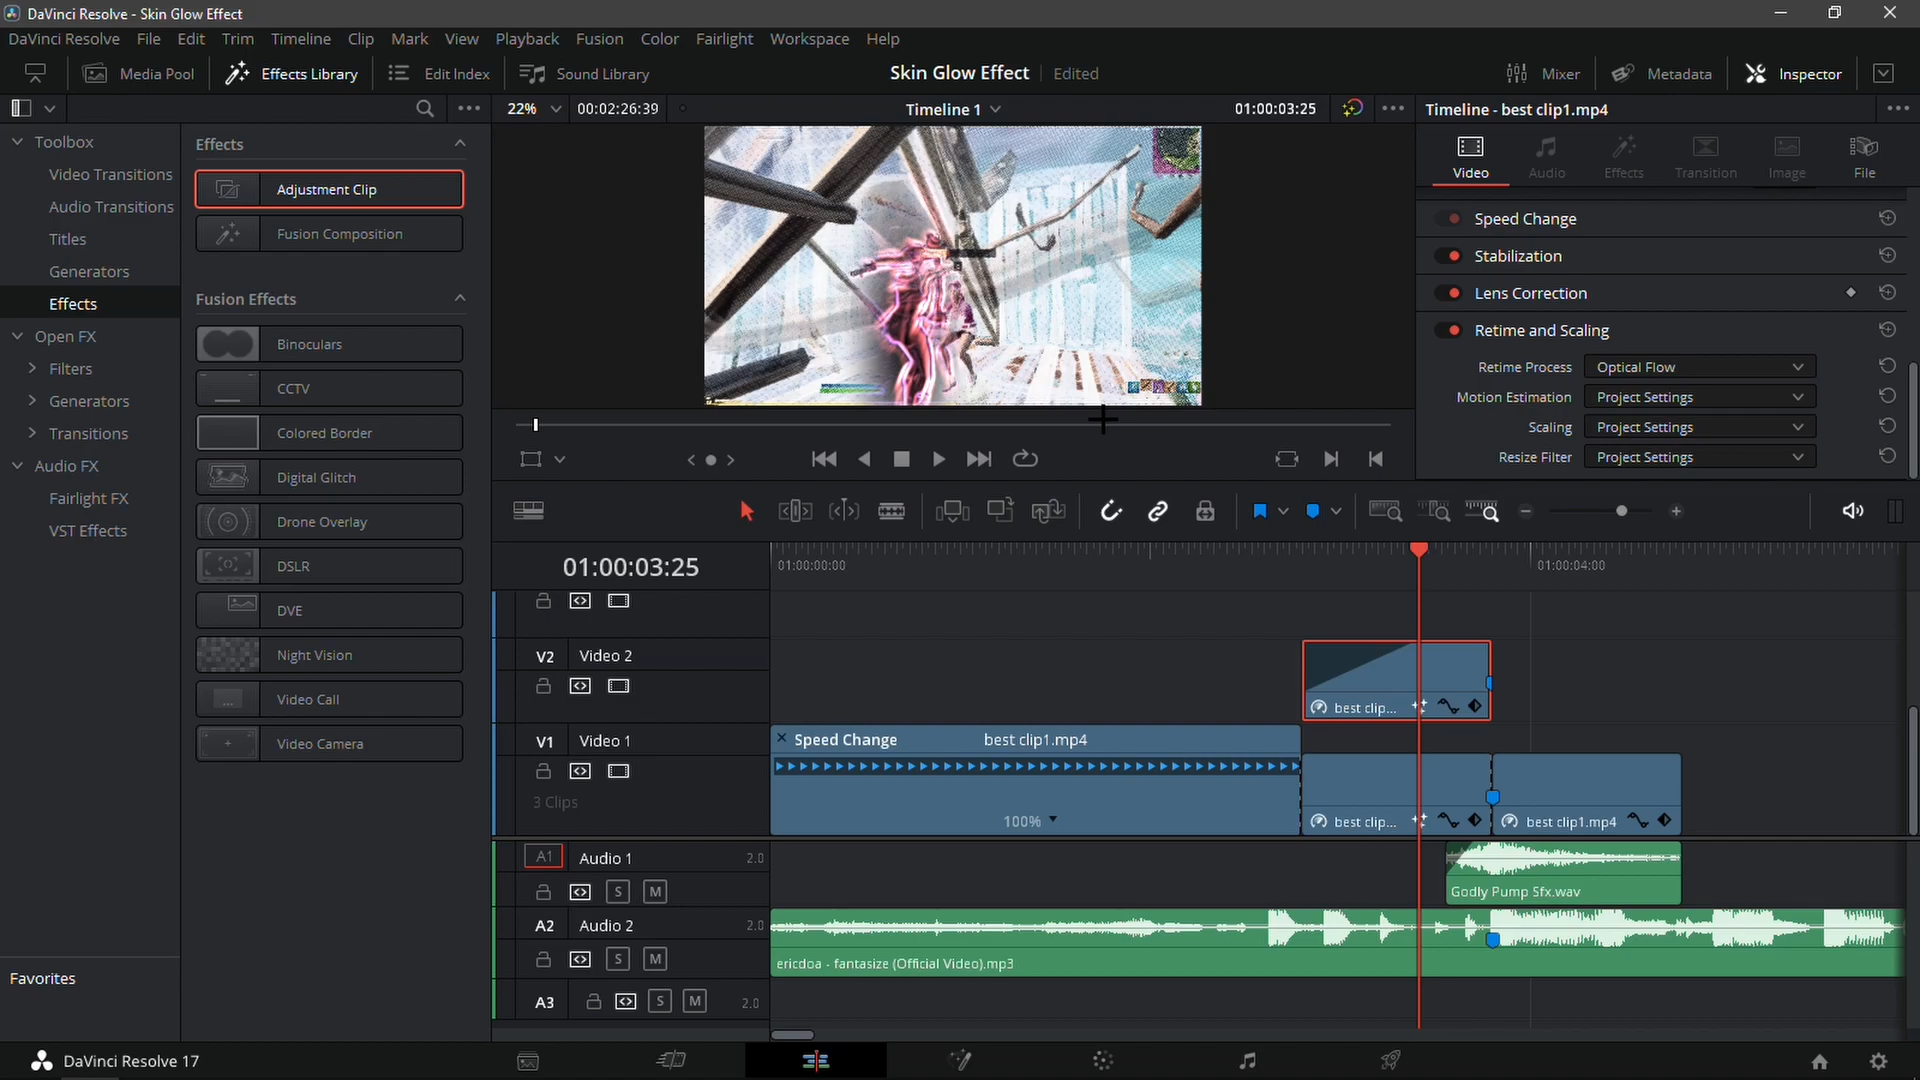 DaVinci Resolve - Skin Glow Effect
DaVinci Resolve File Edit Trim Timeline Clip Mark View Playback Fusion Color Fairlight Workspace Help
Media Pool Effects Library Edit Index Sound Library Skin Glow Effect Edited Mixer Metadata Inspector
22% 00:02:26:39 Timeline 1 01:00:03:25 Timeline - best clip1.mp4
Toolbox
Video Transitions
Audio Transitions
Titles
Generators
Effects
Open FX
Filters
Generators
Transitions
Audio FX
Fairlight FX
VST Effects
Favorites
Effects
Adjustment Clip
Fusion Composition
Fusion Effects
Binoculars
CCTV
Colored Border
Digital Glitch
Drone Overlay
DSLR
DVE
Night Vision
Video Call
Video Camera
Video Audio Effects Transition Image File
Speed Change
Stabilization
Lens Correction
Retime and Scaling
Retime Process Optical Flow
Motion Estimation Project Settings
Scaling Project Settings
Resize Filter Project Settings
01:00:03:25 01:00:00:00 01:00:04:00
V2 Video 2
best clip...
V1 Video 1 Speed Change best clip1.mp4
3 Clips
100% best clip... best clip1.mp4
A1 Audio 1 2.0
S M Godly Pump Sfx.wav
A2 Audio 2 2.0
S M ericdoa - fantasize (Official Video).mp3
A3 S M 2.0
DaVinci Resolve 17